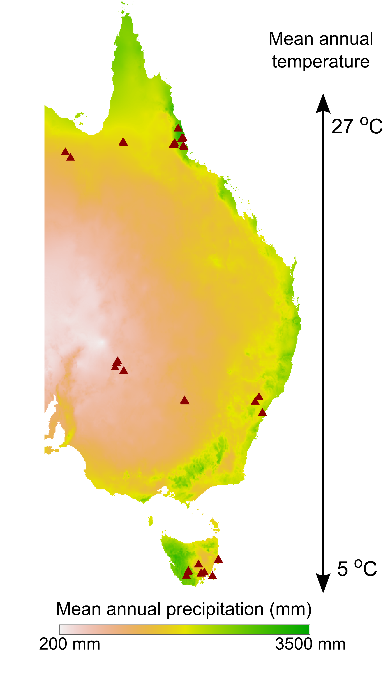 Mean annual
temperature
27 °C
5 °C
Mean annual precipitation (mm)
200 mm 3500 mm